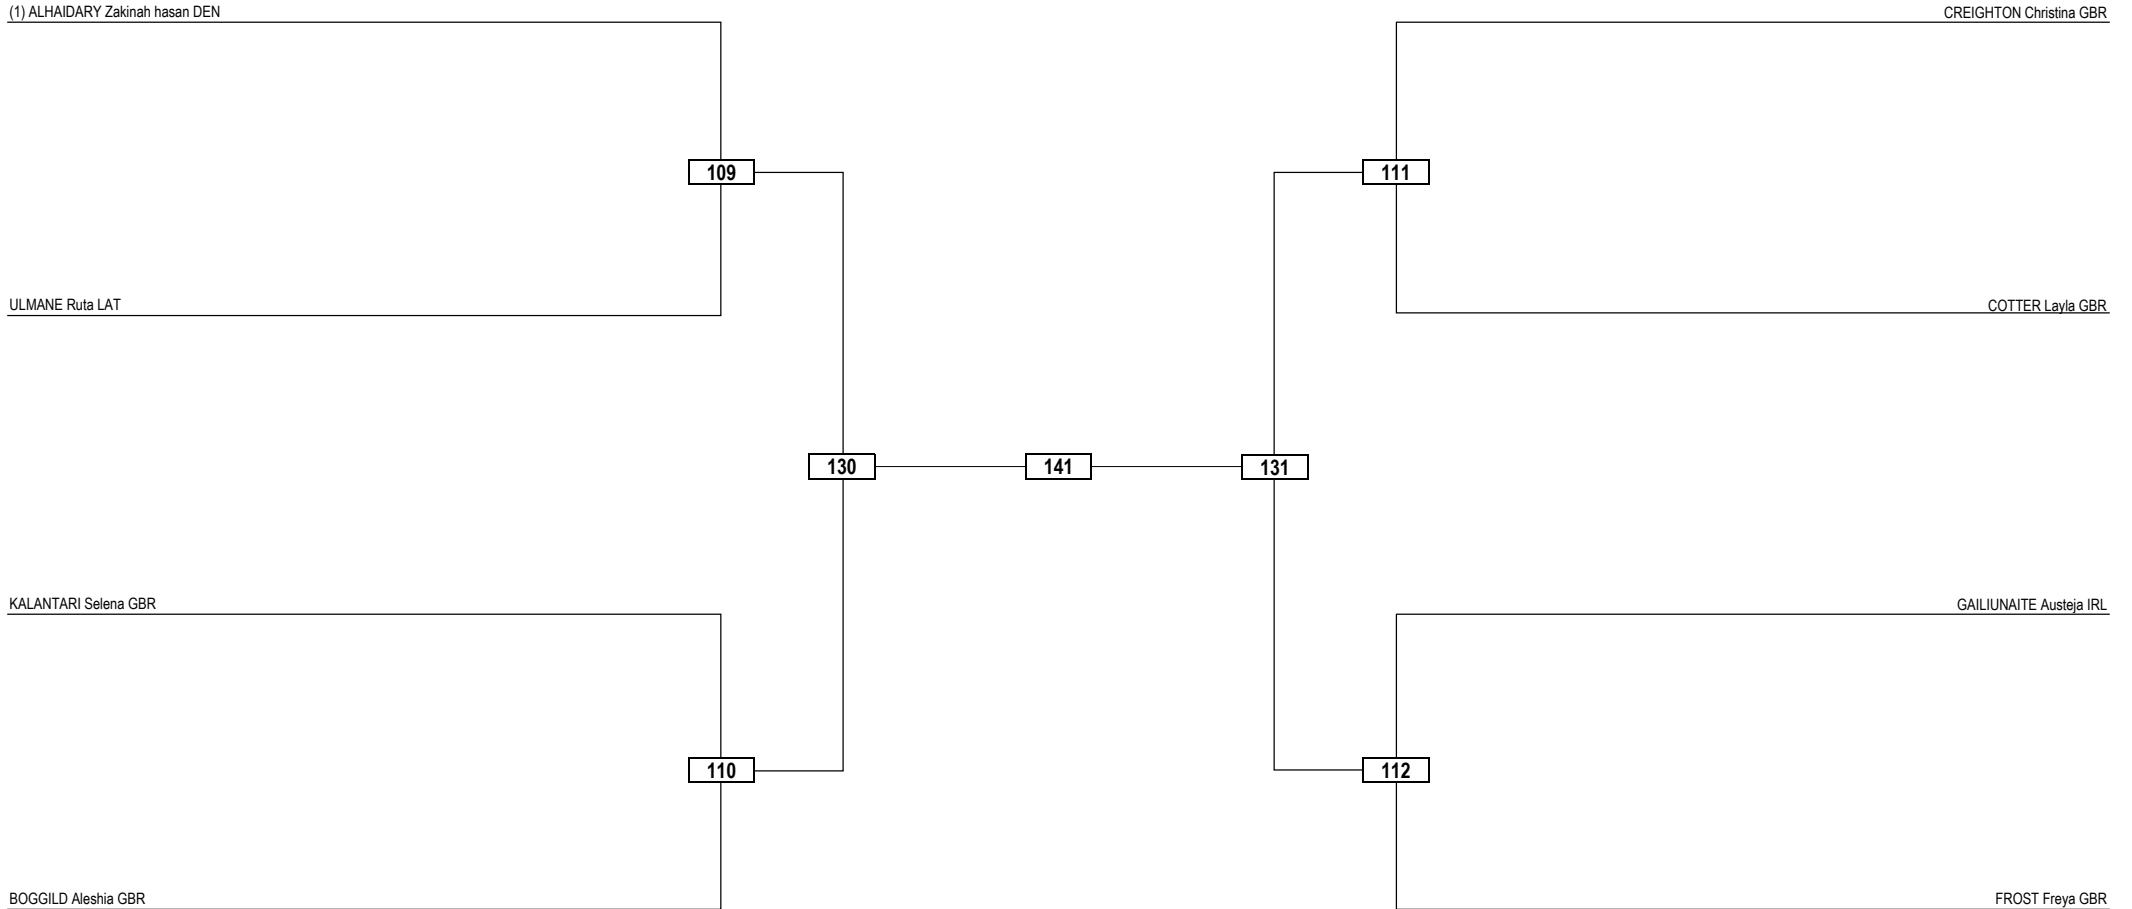 (1) ALHAIDARY Zakinah hasan DEN
CREIGHTON Christina GBR
109
111
ULMANE Ruta LAT
COTTER Layla GBR
130
141
131
KALANTARI Selena GBR
GAILIUNAITE Austeja IRL
110
112
BOGGILD Aleshia GBR
FROST Freya GBR